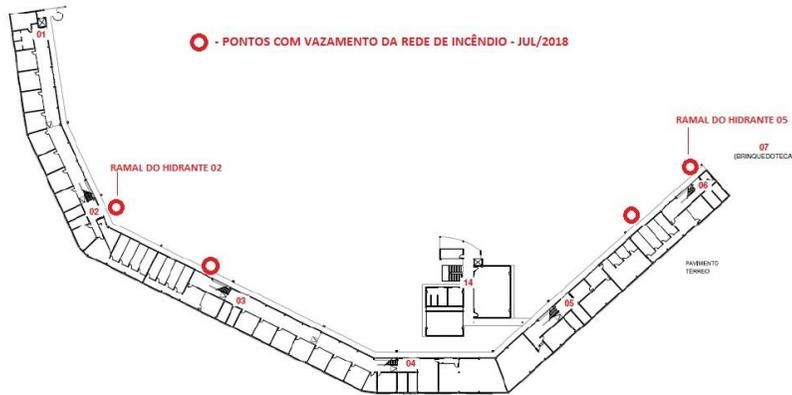 - PONTOS COM VAZAMENTO DA REDE DE INCÊNDIO - JUL/2018
01
RAMAL DO HIDRANTE 05
07
(BRINQUEDOTECA
RAMAL DO HIDRANTE 02
06
02
PAVIMENTO
TÉRREO
14
03
05
04